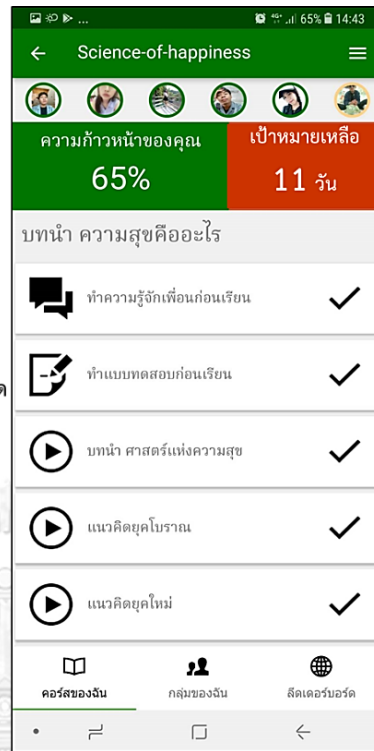 ... 65% 14:43
Science-of-happiness
ความก้าวหน้าของคุณ
65%
เป้าหมายเหลือ
11 วัน
บทนำ ความสุขคืออะไร
ทำความรู้จักเพื่อนก่อนเรียน
ทำแบบทดสอบก่อนเรียน
บทนำ ศาสตร์แห่งความสุข
แนวคิดยุคโบราณ
แนวคิดยุคใหม่
คอร์สของฉัน
กลุ่มของฉัน
ลีดเดอร์บอร์ด